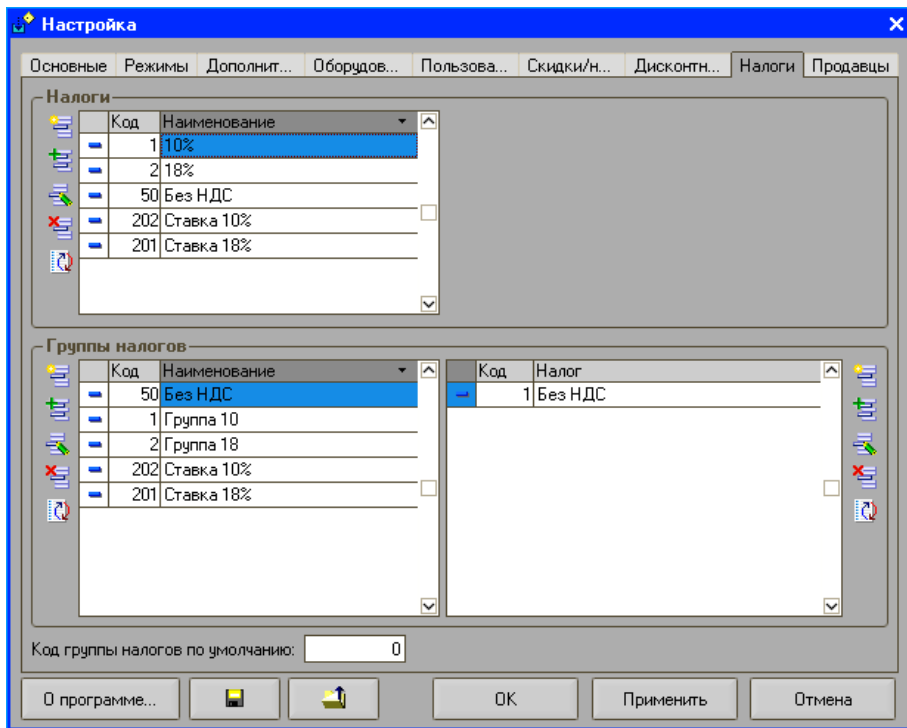 Настройка
Основные Режимы Дополнит... Оборудов... Пользова... Скидки/н... Дисконтн... Налоги Продавцы
Налоги
Код Наименование
1 10%
2 18%
50 Без НДС
202 Ставка 10%
201 Ставка 18%
Группы налогов
Код Наименование Код Налог
50 Без НДС 1 Без НДС
1 Группа 10
2 Группа 18
202 Ставка 10%
201 Ставка 18%
Код группы налогов по умолчанию: 0
О программе... OK Применить Отмена